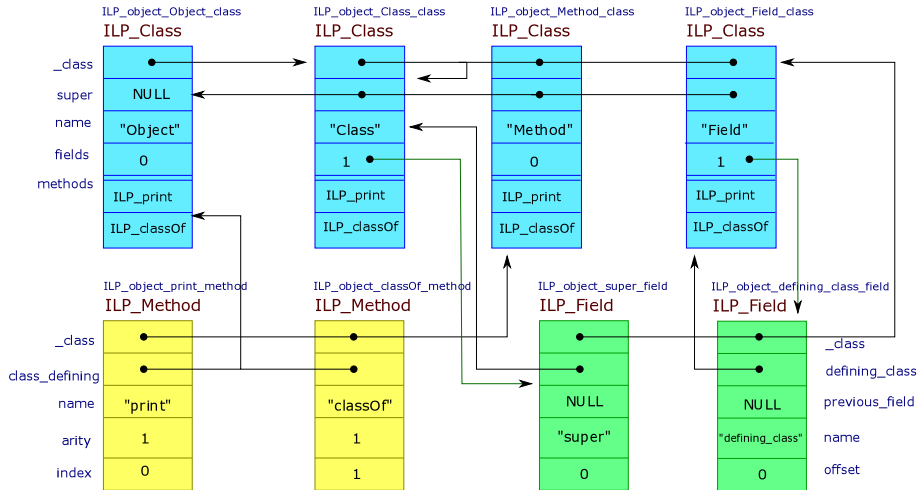 ILP_object_Object_class ILP_object_Class_class ILP_object_Method_class ILP_object_Field_class
ILP_Class ILP_Class ILP_Class ILP_Class
_class
super NULL
name "Object" "Class" "Method" "Field"
fields 0 1 0 1
methods ILP_print ILP_print ILP_print ILP_print
ILP_classOf ILP_classOf ILP_classOf ILP_classOf
ILP_object_print_method ILP_object_classOf_method ILP_object_super_field ILP_object_defining_class_field
ILP_Method ILP_Method ILP_Field ILP_Field
_class _class
class_defining defining_class
name "print" "classOf" NULL NULL previous_field
arity 1 1 "super" "defining_class" name
index 0 1 0 0 offset